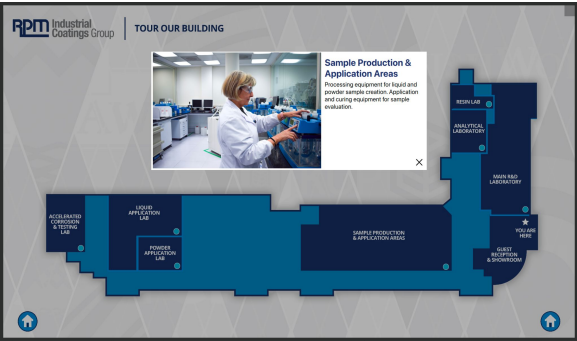 RPM Industrial
Coatings Group
TOUR OUR BUILDING
Sample Production &
Application Areas
Processing equipment for liquid and
powder sample creation. Application
and curing equipment for sample
evaluation.
RESIN LAB
ANALYTICAL
LABORATORY
MAIN R&D
LABORATORY
YOU ARE
HERE
GUEST
RECEPTION
& SHOWROOM
SAMPLE PRODUCTION
& APPLICATION AREAS
LIQUID
APPLICATION
LAB
POWDER
APPLICATION
LAB
ACCELERATED
CORROSION
& TESTING
LAB